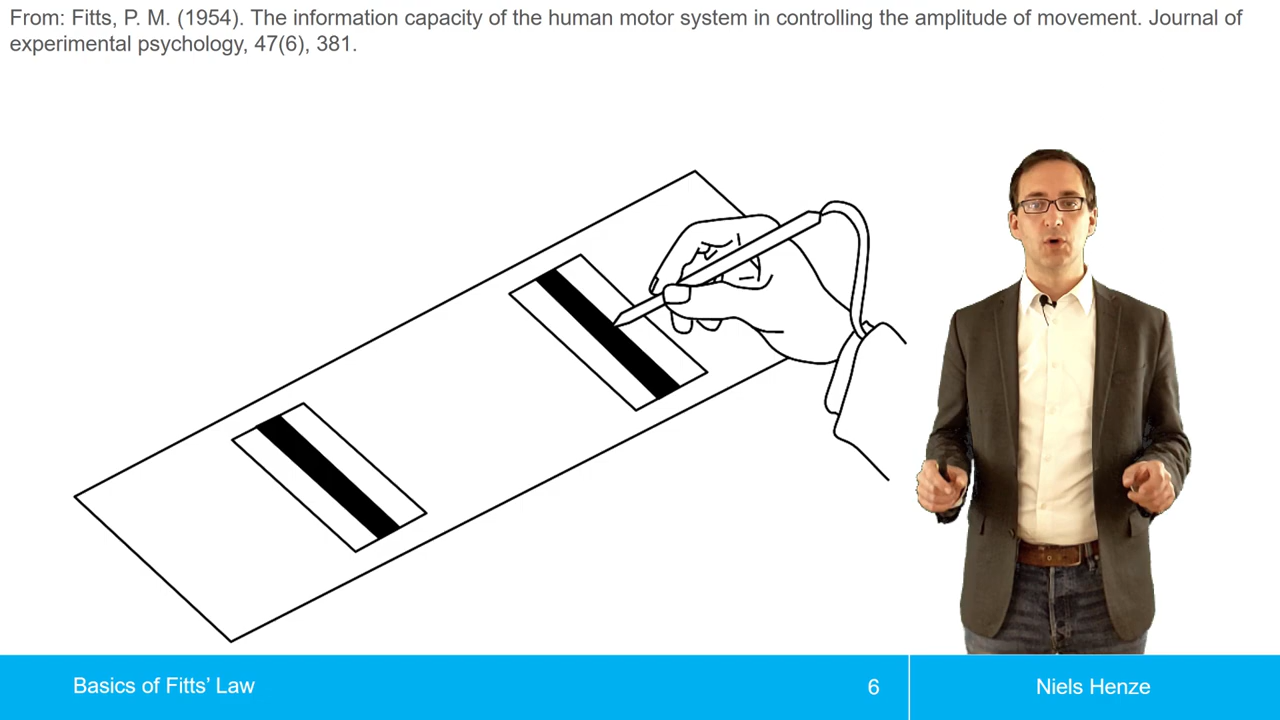 From: Fitts, P. M. (1954). The information capacity of the human motor system in controlling the amplitude of movement. Journal of
experimental psychology, 47(6), 381.
Basics of Fitts’ Law
6
Niels Henze